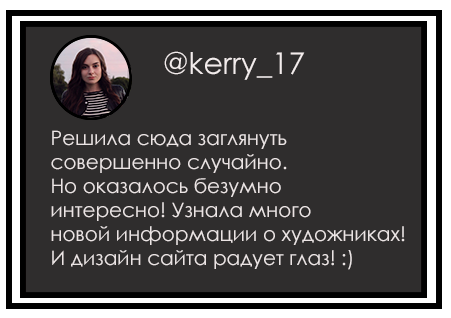 @kerry_17
Решила сюда заглянуть
совершенно случайно.
Но оказалось безумно
интересно! Узнала много
новой информации о художниках!
И дизайн сайта радует глаз! :)